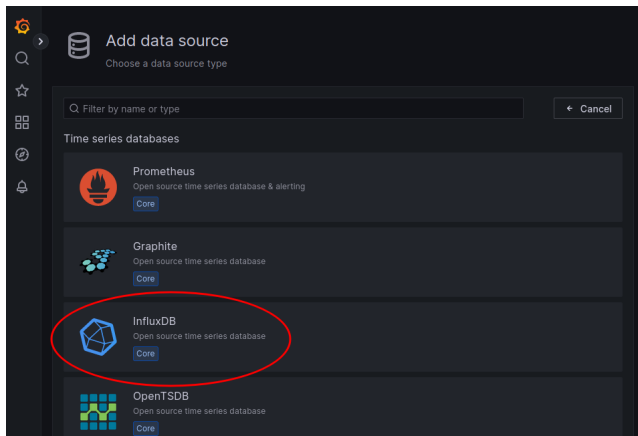 Add data source
Choose a data source type
Filter by name or type
Cancel
Time series databases
Prometheus
Open source time series database & alerting
Core
Graphite
Open source time series database
Core
InfluxDB
Open source time series database
Core
OpenTSDB
Open source time series database
Core